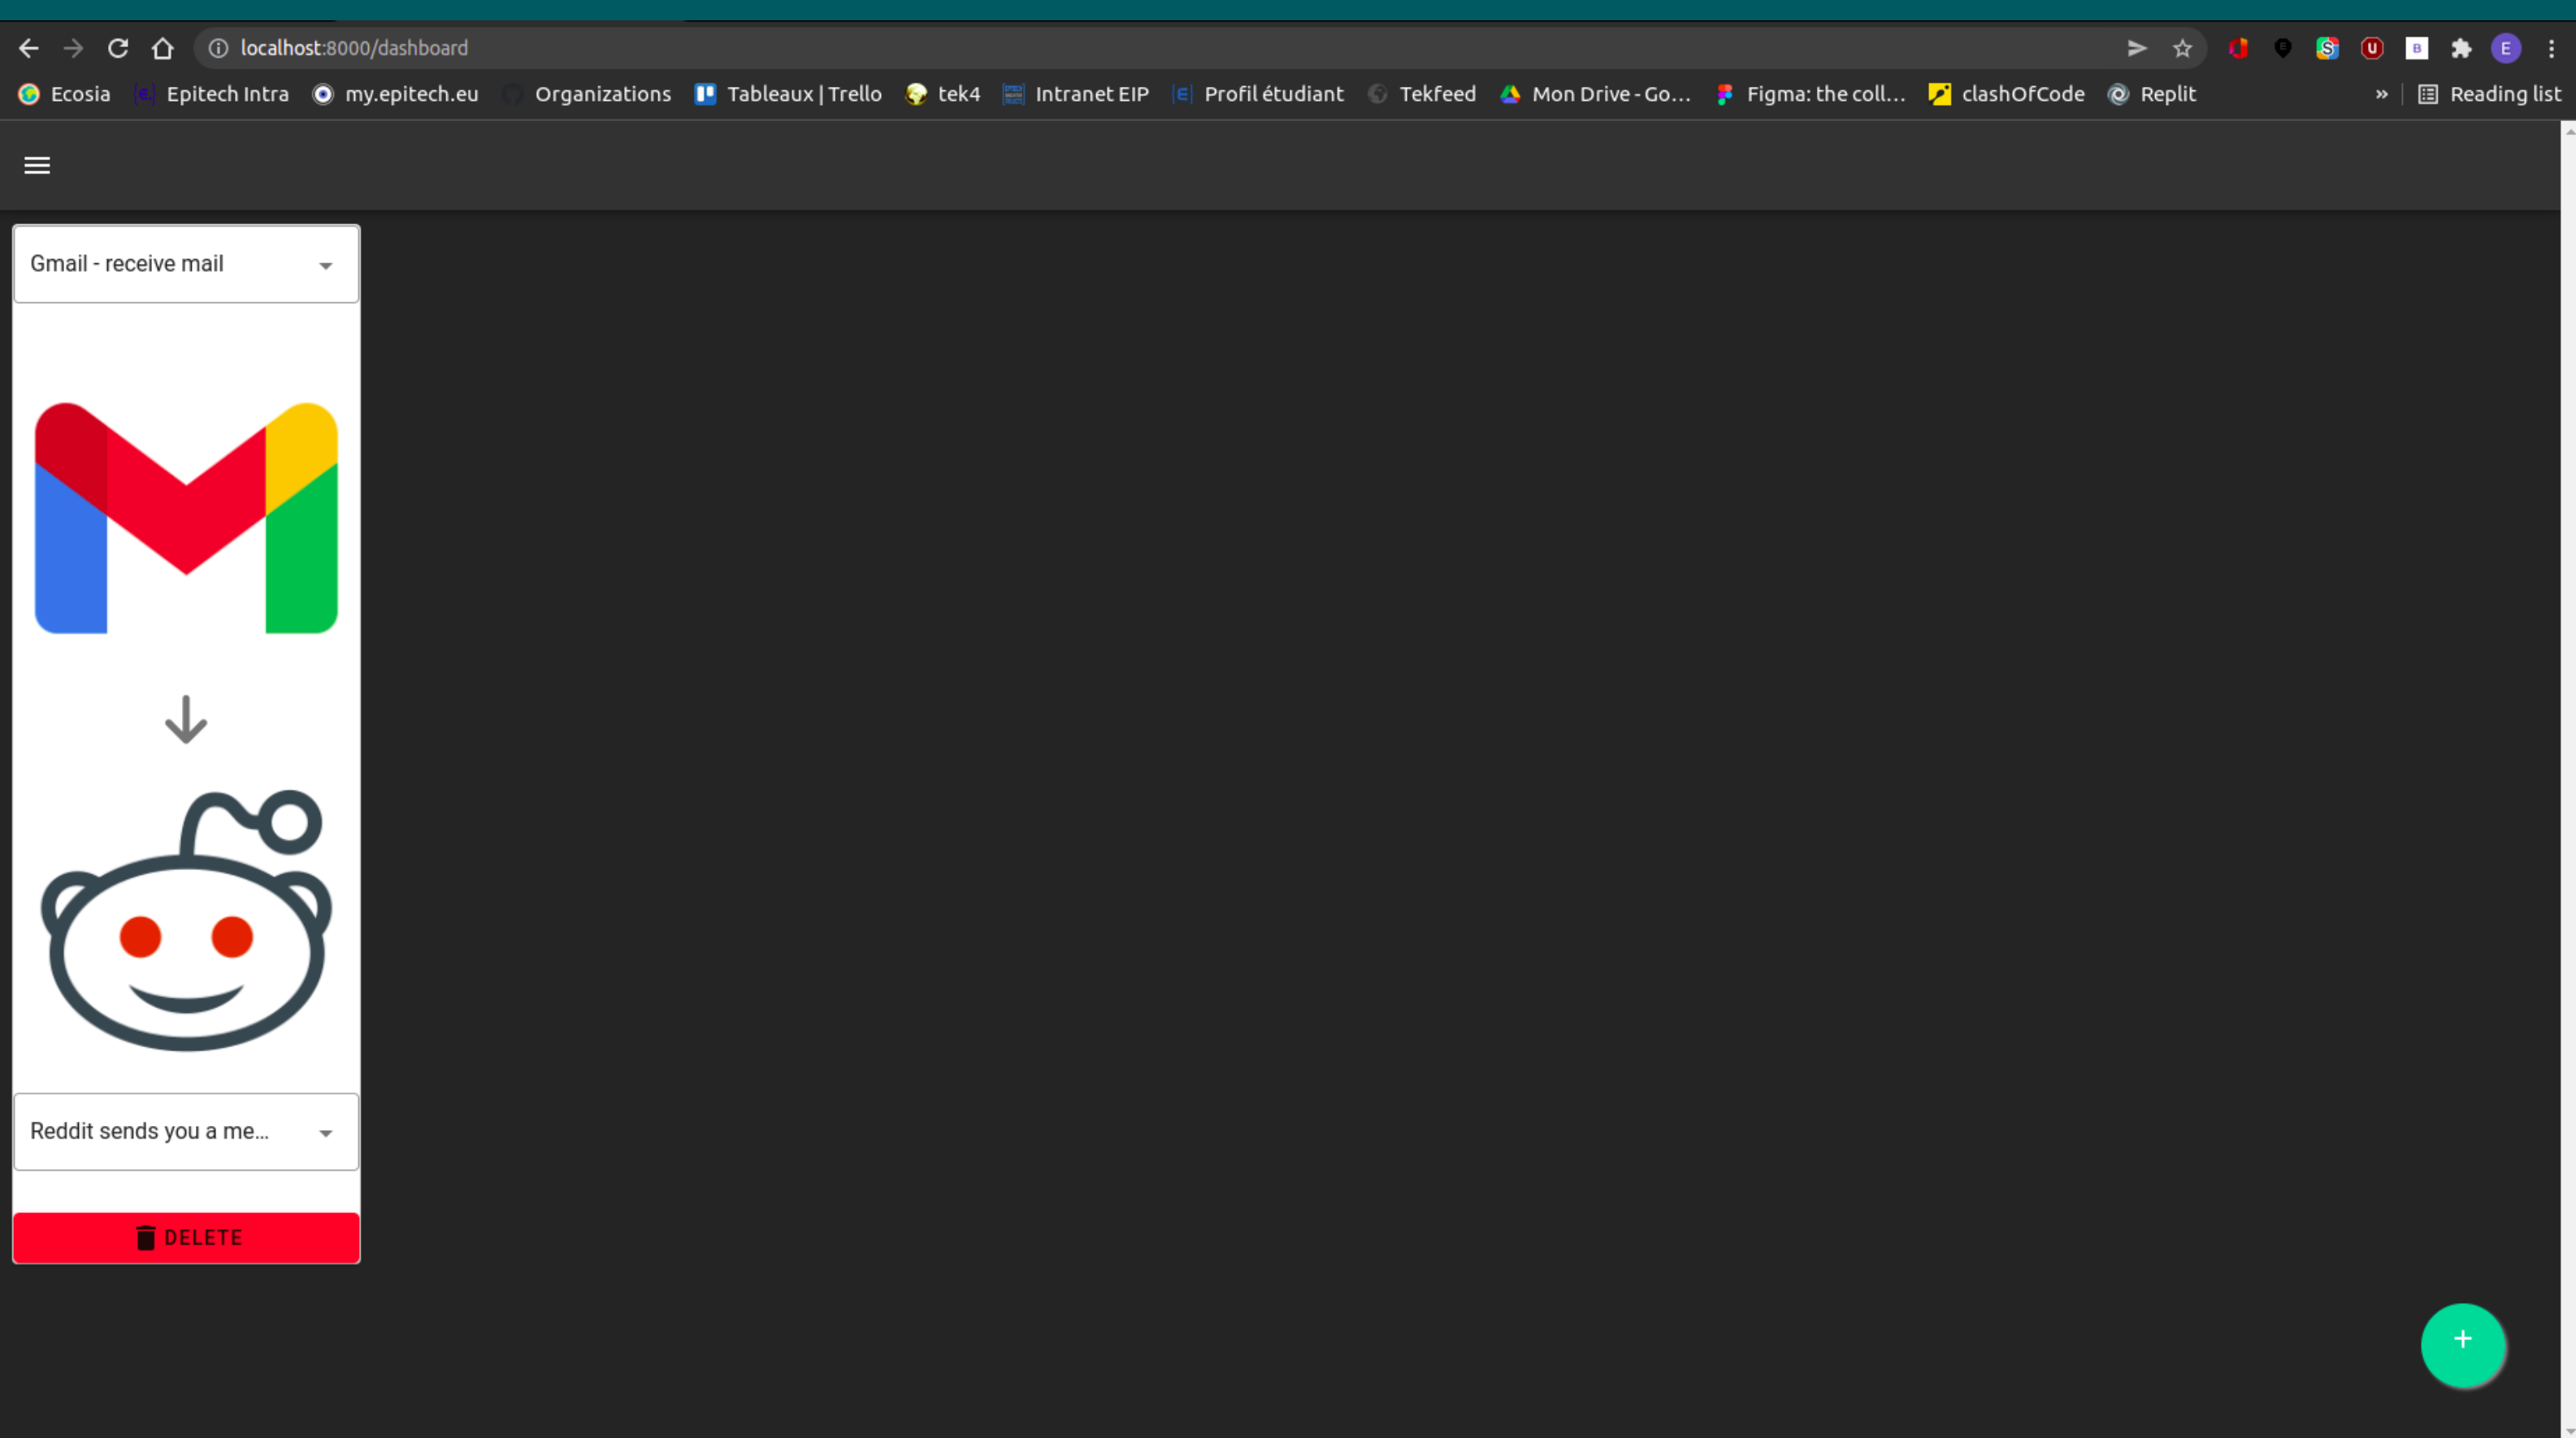 localhost:8000/dashboard
Ecosia Epitech Intra my.epitech.eu Organizations Tableaux | Trello tek4 Intranet EIP Profil étudiant Tekfeed Mon Drive - Go... Figma: the coll... clashOfCode Replit » Reading list
Gmail - receive mail
Reddit sends you a me...
DELETE
+